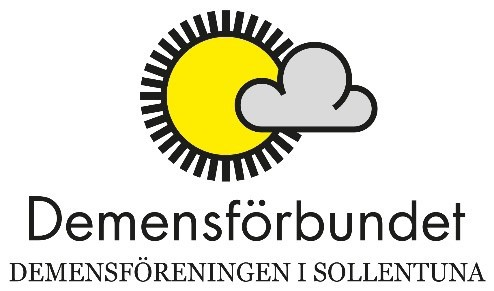 Demensförbundet
DEMENSFÖRENINGEN I SOLLENTUNA